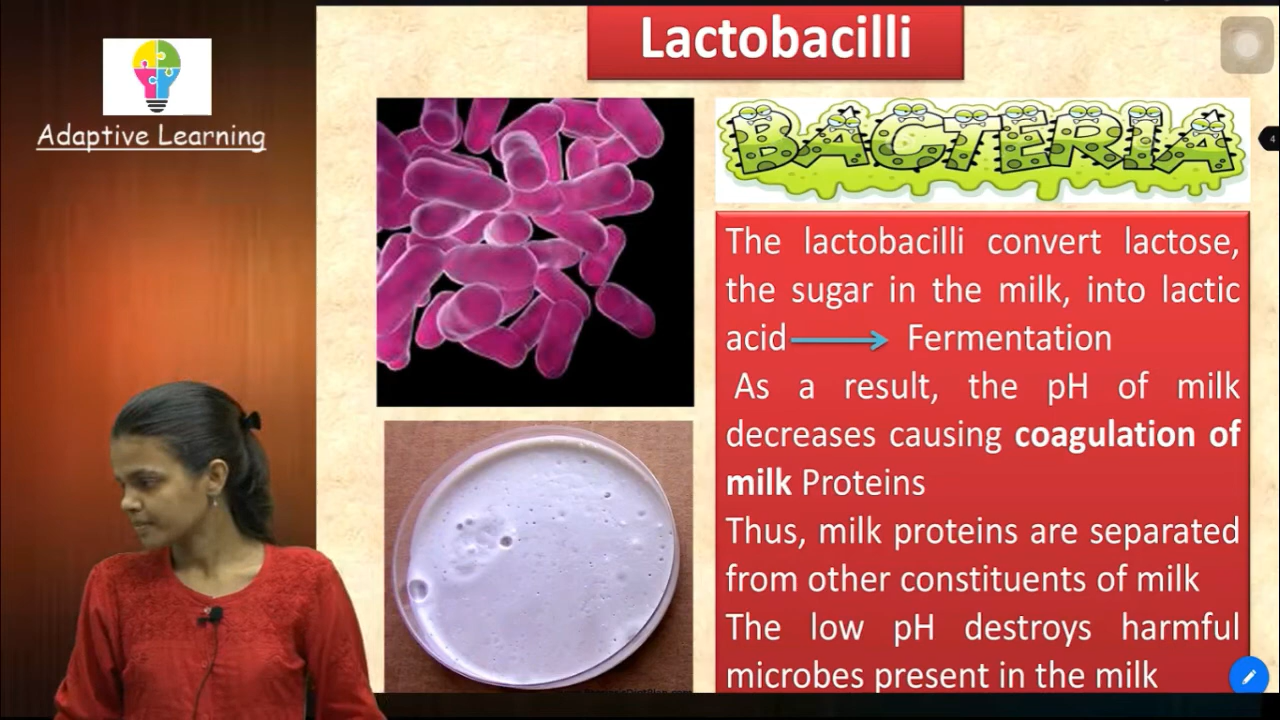 Lactobacilli
Adaptive Learning
BACTERIA
4
The lactobacilli convert lactose,
the sugar in the milk, into lactic
acid → Fermentation
As a result, the pH of milk
decreases causing coagulation of
milk Proteins
Thus, milk proteins are separated
from other constituents of milk
The low pH destroys harmful
microbes present in the milk